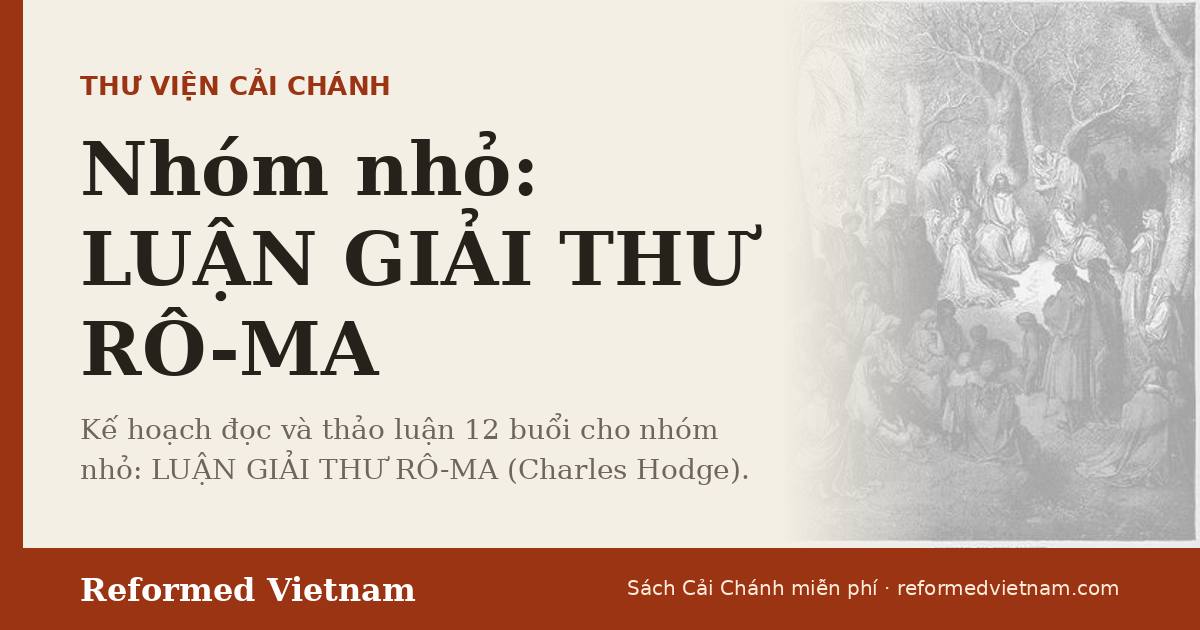 THƯ VIỆN CẢI CHÁNH
Nhóm nhỏ:
LUẬN GIẢI THƯ
RÔ-MA
Kế hoạch đọc và thảo luận 12 buổi cho nhóm
nhỏ: LUẬN GIẢI THƯ RÔ-MA (Charles Hodge).
Reformed Vietnam
Sách Cải Chánh miễn phí · reformedvietnam.com